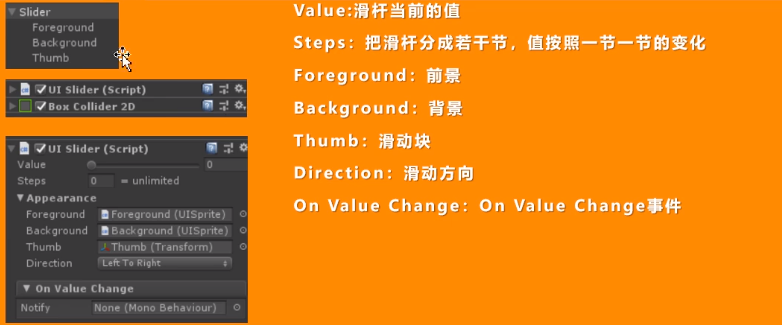 Slider
Foreground
Background
Thumb
UI Slider (Script)
Box Collider 2D
UI Slider (Script)
Value 0
Steps 0 = unlimited
Appearance
Foreground Foreground (UISprite)
Background Background (UISprite)
Thumb Thumb (Transform)
Direction Left To Right
On Value Change
Notify None (Mono Behaviour)
Value:滑杆当前的值
Steps：把滑杆分成若干节，值按照一节一节的变化
Foreground：前景
Background：背景
Thumb：滑动块
Direction：滑动方向
On Value Change：On Value Change事件